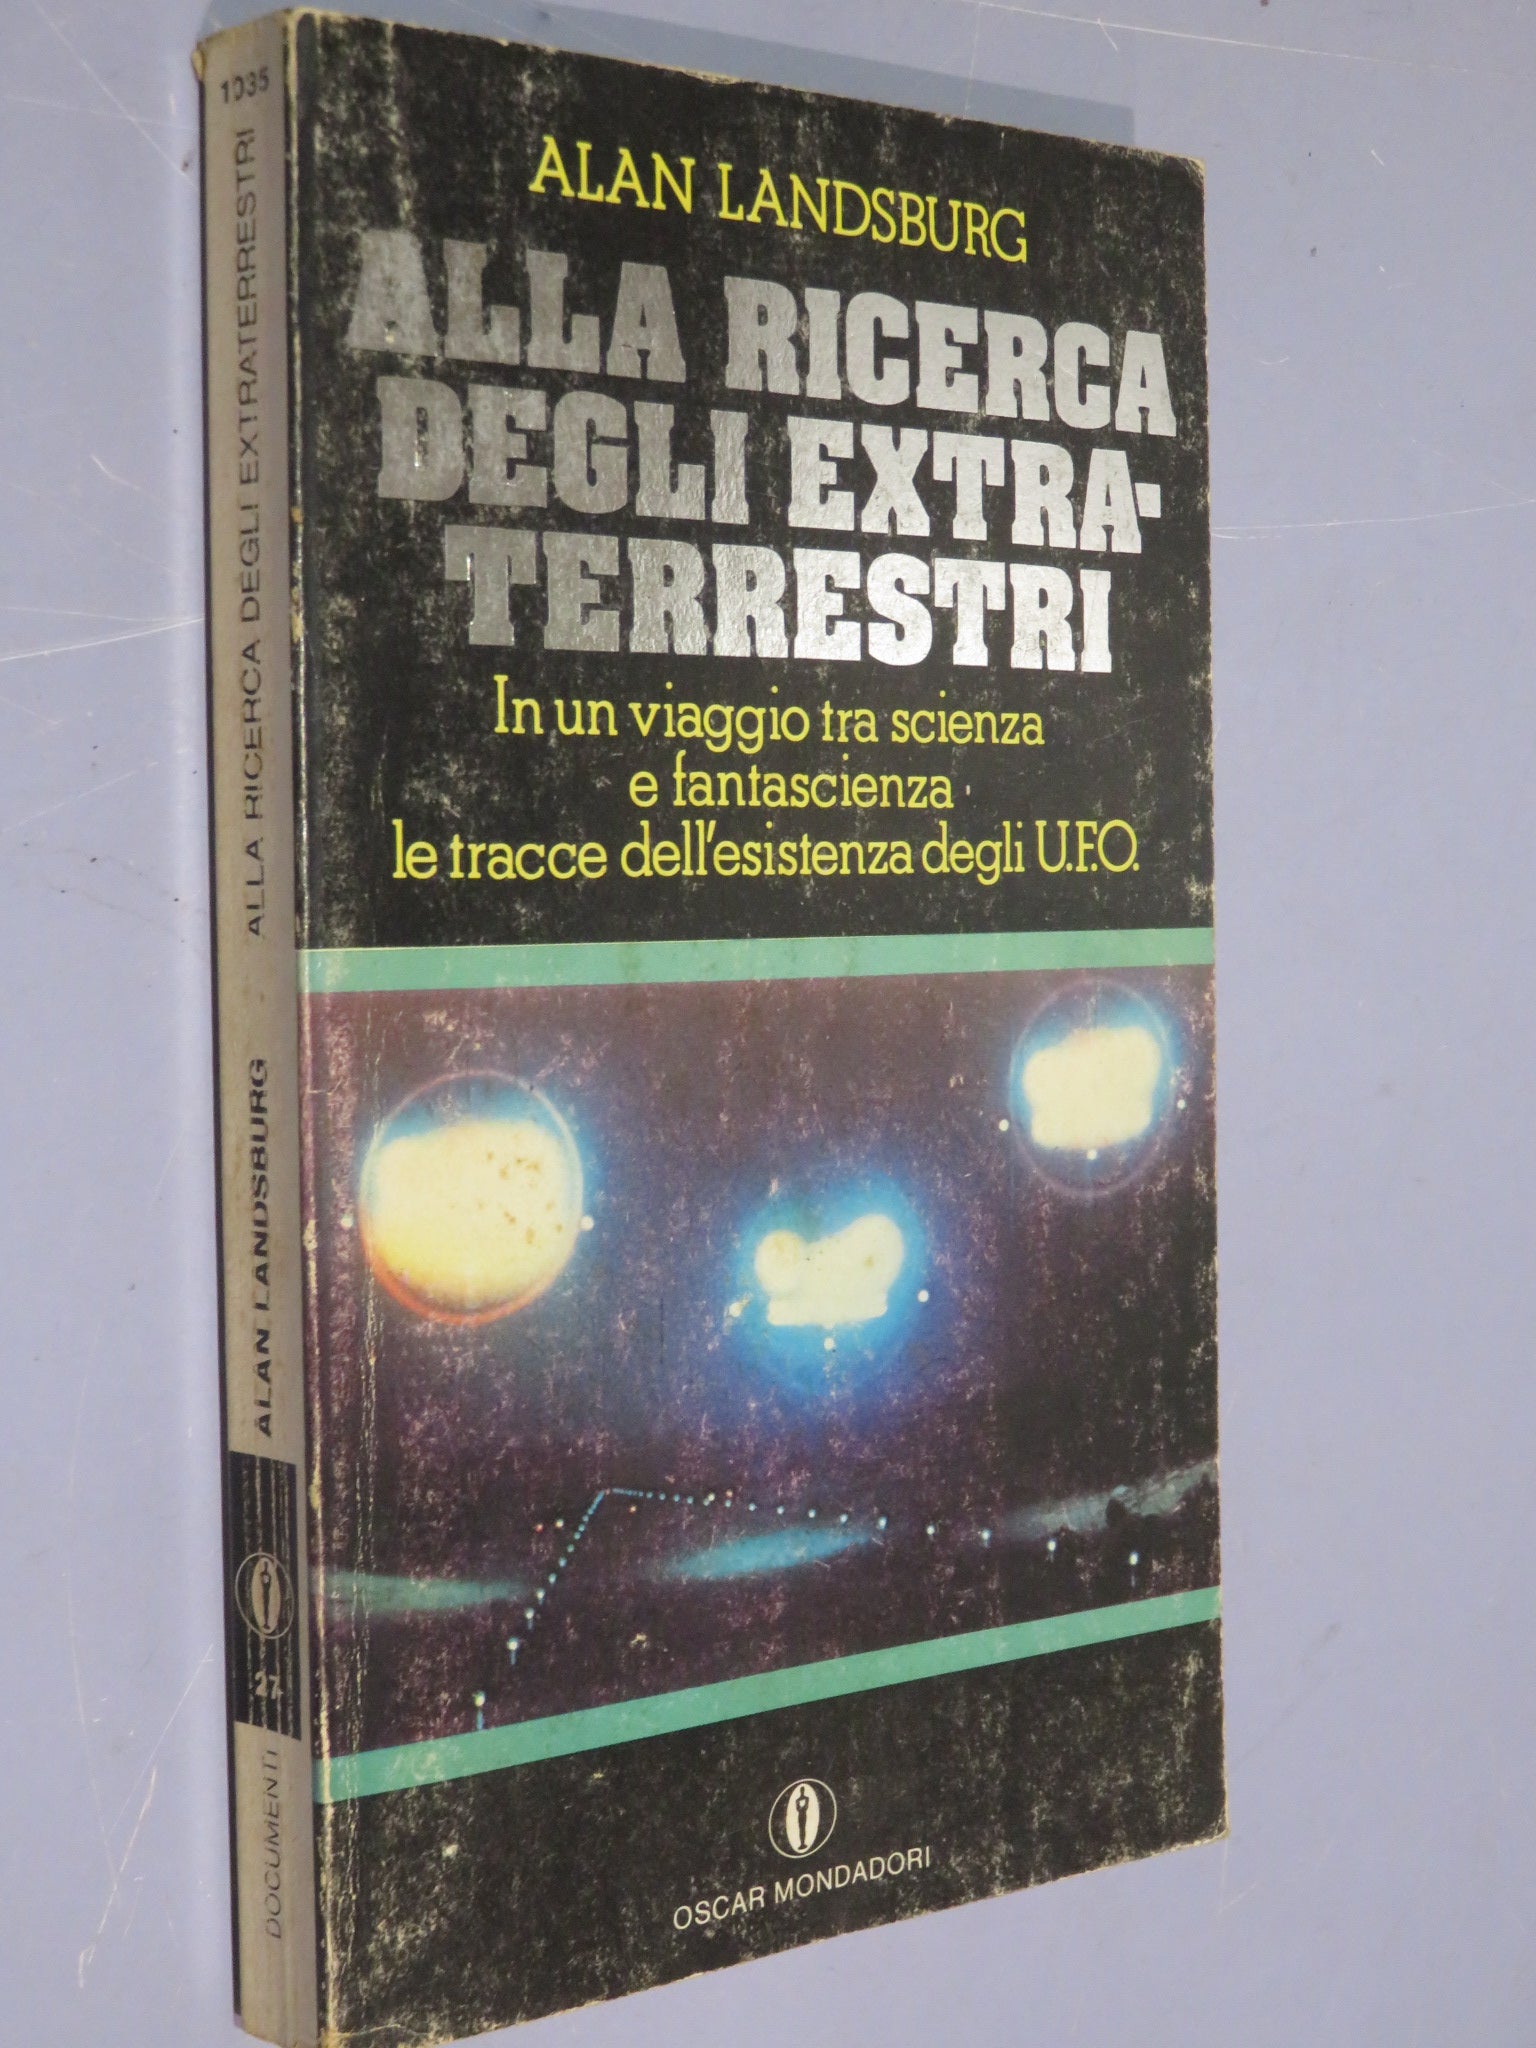 ALAN LANDSBURG
ALLA RICERCA
DEGLI EXTRA-
TERRESTRI
In un viaggio tra scienza
e fantascienza
le tracce dell'esistenza degli U.F.O.
OSCAR MONDADORI
1035
ALLA RICERCA DEGLI EXTRATERRESTRI
ALAN LANDSBURG
27
DOCUMENTI